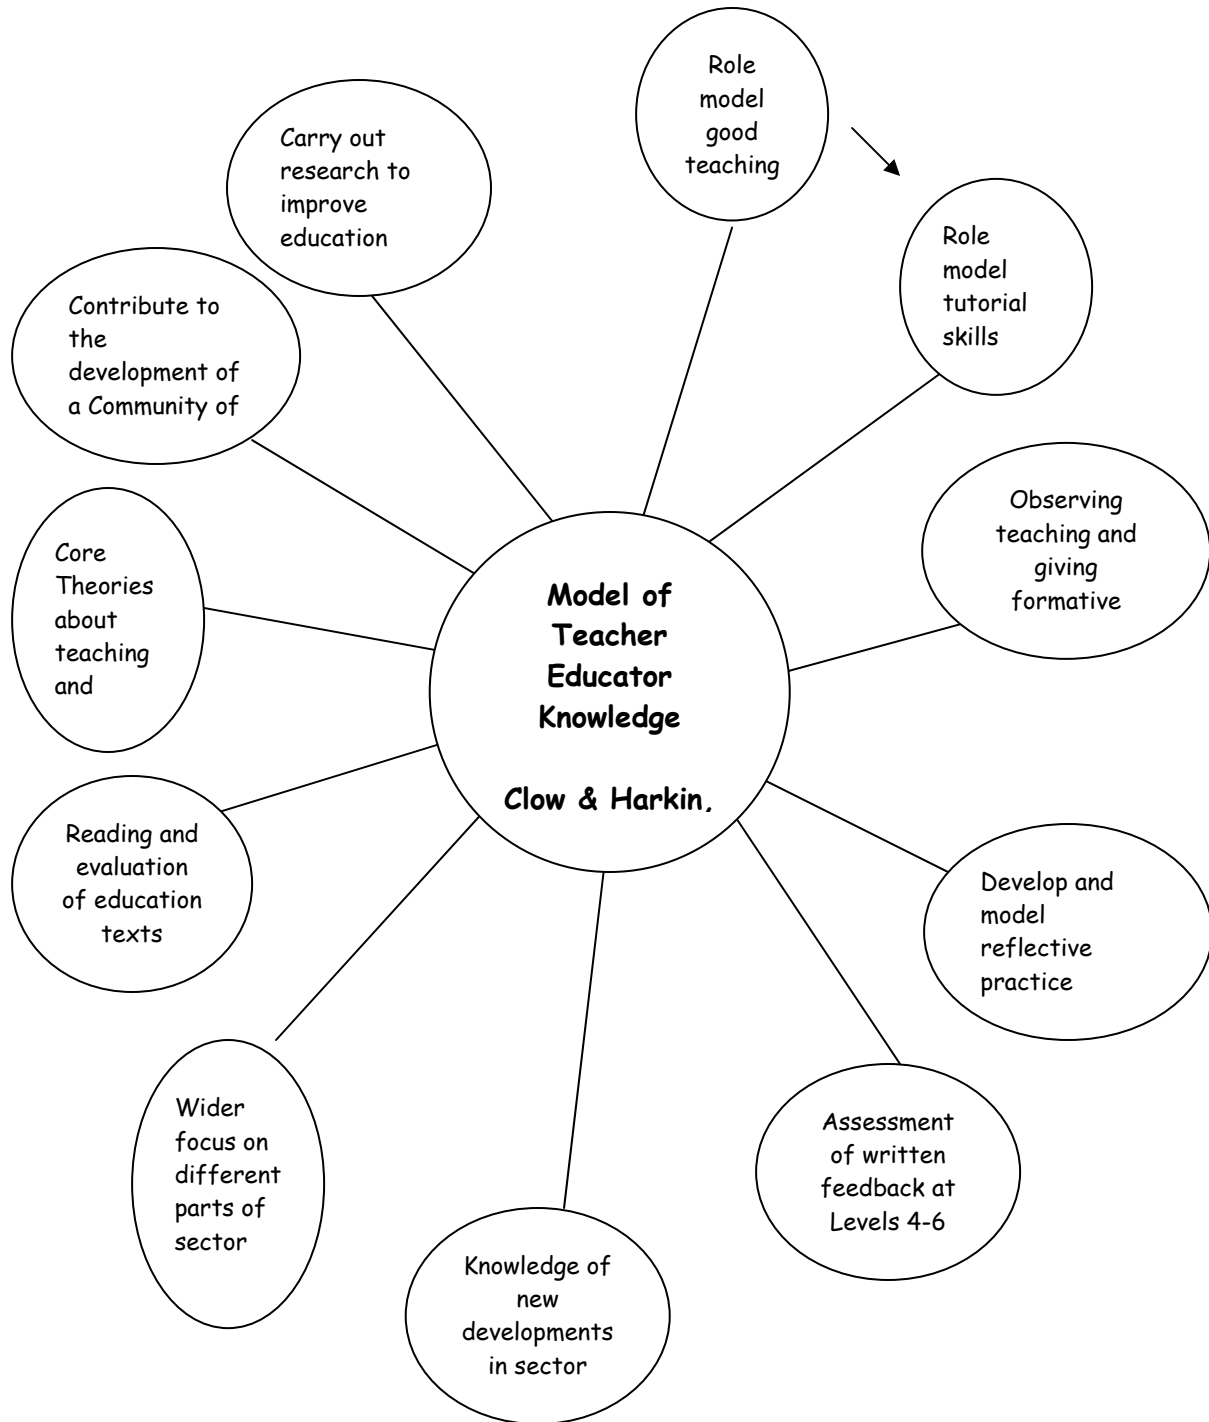 Role
model
good
teaching
Role
model
tutorial
skills
Observing
teaching and
giving
formative
Develop and
model
reflective
practice
Assessment
of written
feedback at
Levels 4-6
Knowledge of
new
developments
in sector
Wider
focus on
different
parts of
sector
Reading and
evaluation
of education
texts
Core
Theories
about
teaching
and
Contribute to
the
development of
a Community of
Carry out
research to
improve
education
Model of
Teacher
Educator
Knowledge
Clow & Harkin,